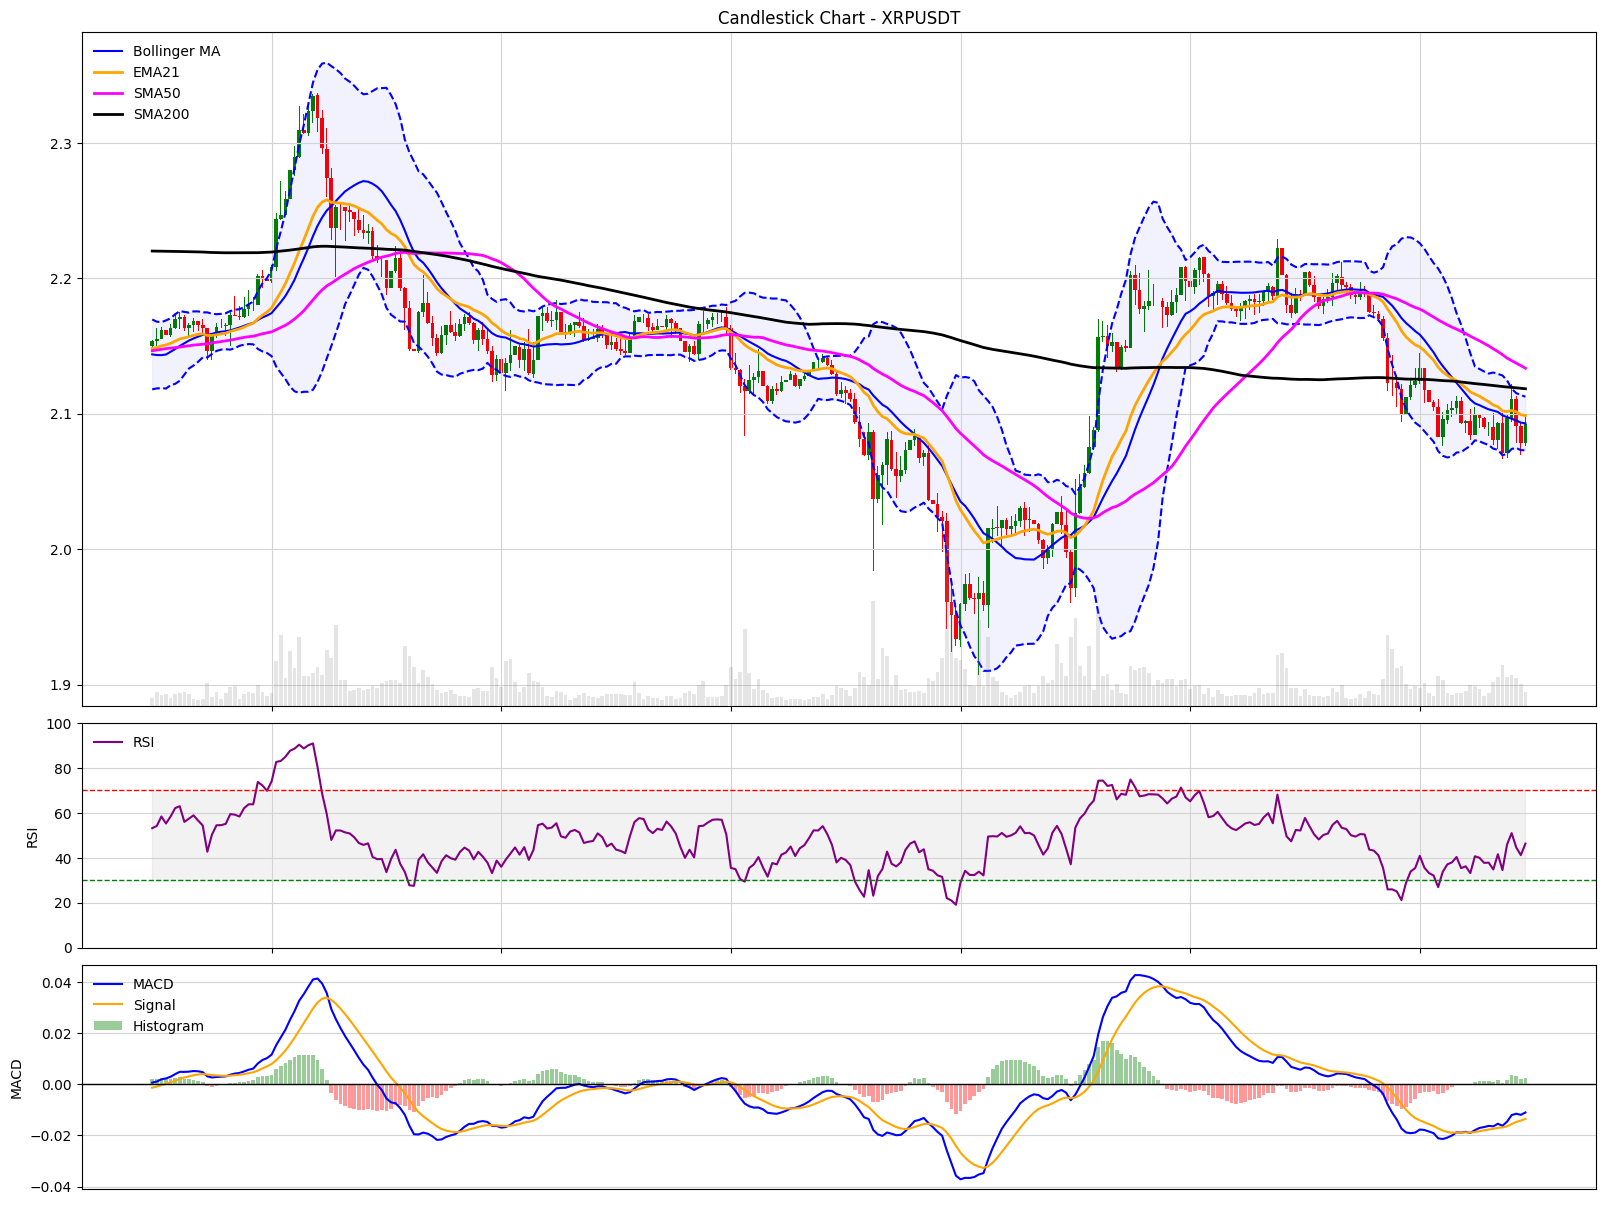 Candlestick Chart - XRPUSDT
Bollinger MA
EMA21
SMA50
SMA200
2.3
2.2
2.1
2.0
1.9
100
RSI
80
60
RSI
40
20
0
MACD
0.04
Signal
Histogram
0.02
MACD
0.00
−0.02
−0.04